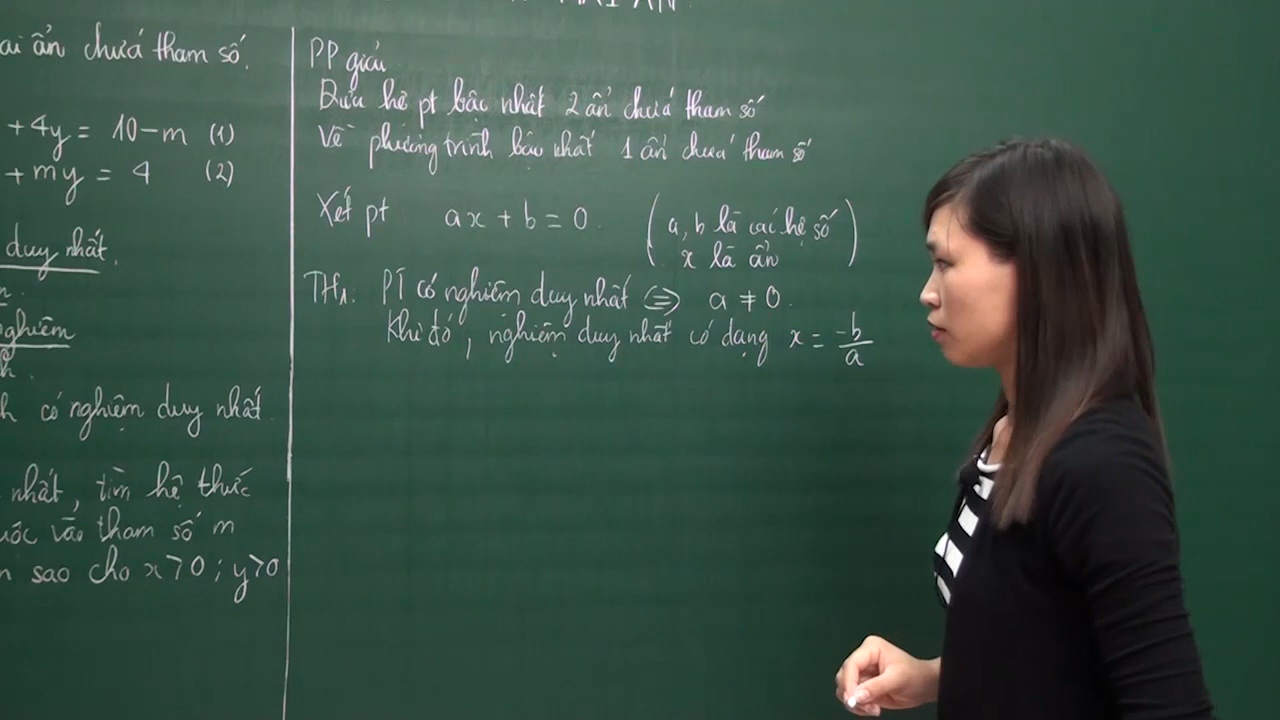 ai ẩn chứa tham số.
+4y = 10-m (1)
+ my = 4 (2)
duy nhất.
nghiệm
có nghiệm duy nhất
nhất, tìm hệ thức
vào tham số m
sao cho x>0; y>0
PP giải
Đưa hệ pt bậc nhất 2 ẩn chứa tham số
Về phương trình bậc nhất 1 ẩn chứa tham số
Xét pt ax + b = 0. (a, b là các hệ số
x là ẩn)
TH1: PT có nghiệm duy nhất ⇔ a ≠ 0.
Khi đó, nghiệm duy nhất có dạng x = -b/a